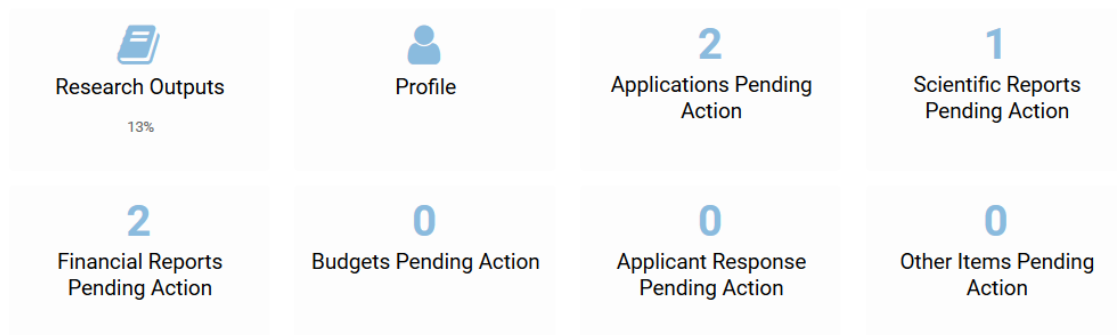 Research Outputs
13%
Profile
2
Applications Pending
Action
1
Scientific Reports
Pending Action
2
Financial Reports
Pending Action
0
Budgets Pending Action
0
Applicant Response
Pending Action
0
Other Items Pending
Action